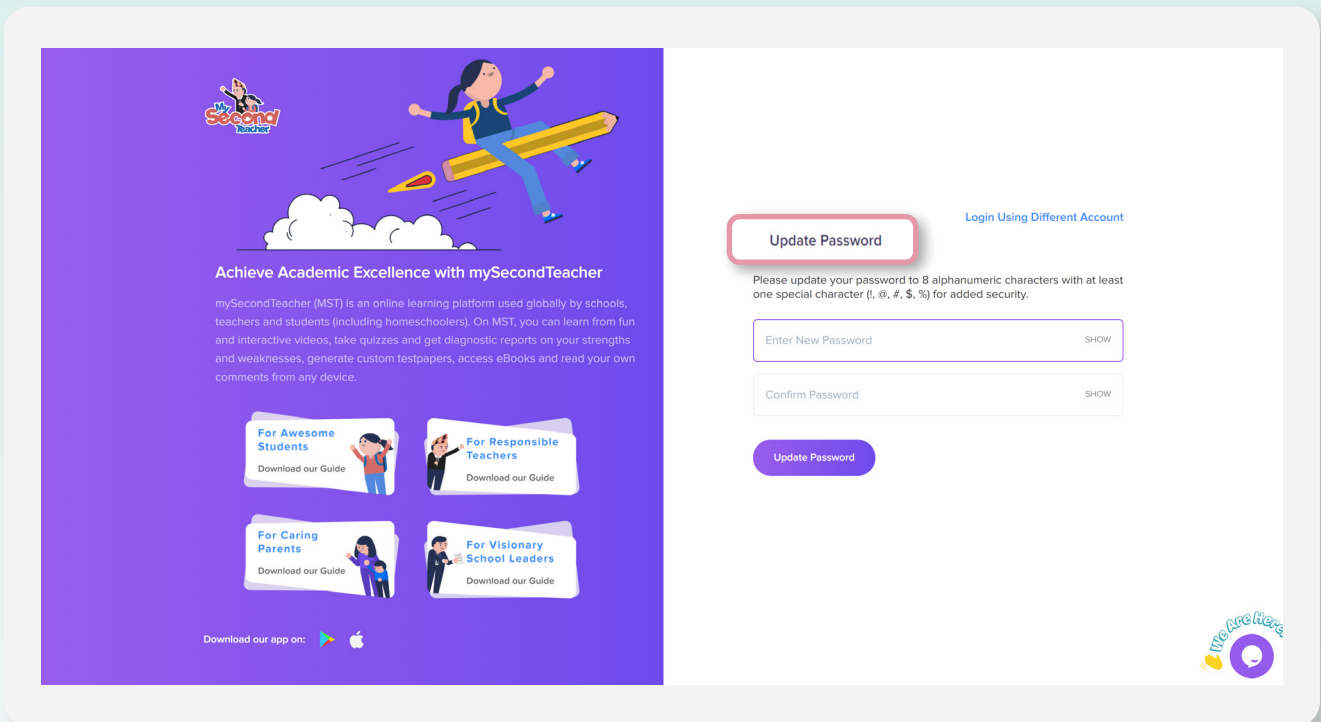 My
Second
Teacher
Achieve Academic Excellence with mySecondTeacher
mySecondTeacher (MST) is an online learning platform used globally by schools,
teachers and students (including homeschoolers). On MST, you can learn from fun
and interactive videos, take quizzes and get diagnostic reports on your strengths
and weaknesses, generate custom testpapers, access eBooks and read your own
comments from any device.
For Awesome
Students
Download our Guide
For Responsible
Teachers
Download our Guide
For Caring
Parents
Download our Guide
For Visionary
School Leaders
Download our Guide
Download our app on:
Login Using Different Account
Update Password
Please update your password to 8 alphanumeric characters with at least
one special character (!, @, #, $, %) for added security.
Enter New Password
SHOW
Confirm Password
SHOW
Update Password
We Are Here